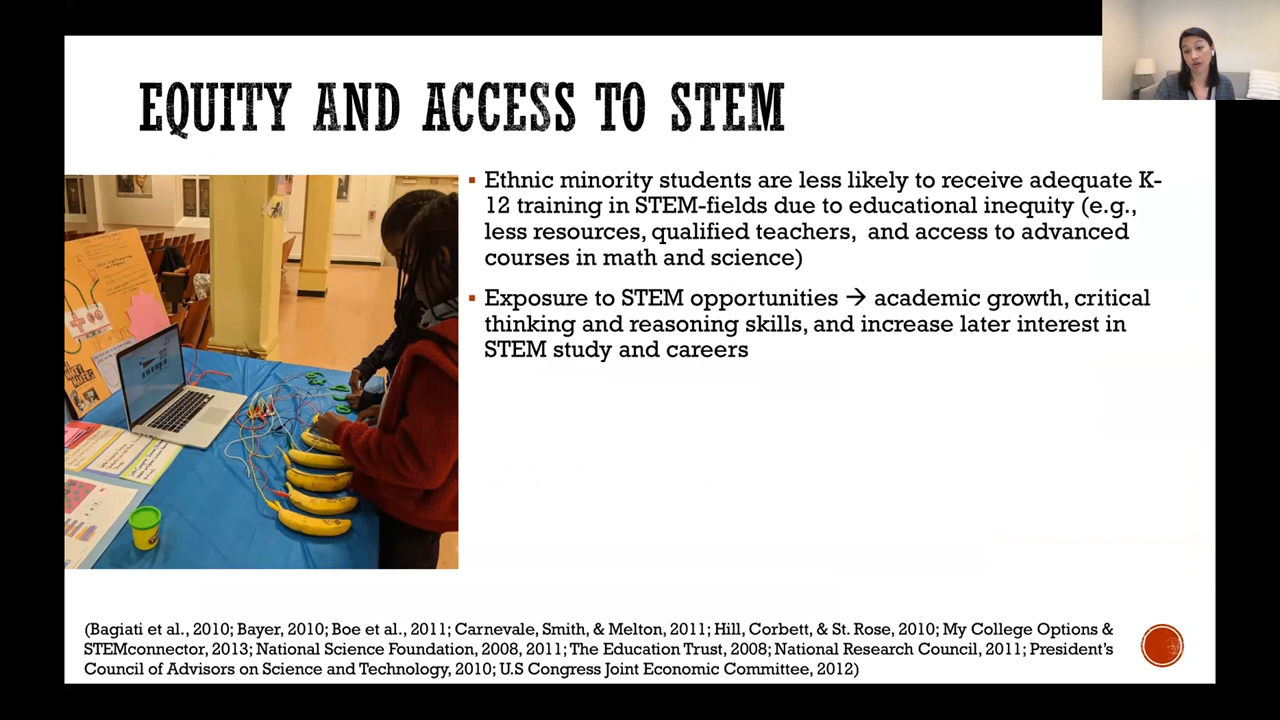 EQUITY AND ACCESS TO STEM
▪ Ethnic minority students are less likely to receive adequate K-
12 training in STEM-fields due to educational inequity (e.g.,
less resources, qualified teachers,  and access to advanced
courses in math and science)
▪ Exposure to STEM opportunities → academic growth, critical
thinking and reasoning skills, and increase later interest in
STEM study and careers
(Bagiati et al., 2010; Bayer, 2010; Boe et al., 2011; Carnevale, Smith, & Melton, 2011; Hill, Corbett, & St. Rose, 2010; My College Options &
STEMconnector, 2013; National Science Foundation, 2008, 2011; The Education Trust, 2008; National Research Council, 2011; President's
Council of Advisors on Science and Technology, 2010; U.S Congress Joint Economic Committee, 2012)